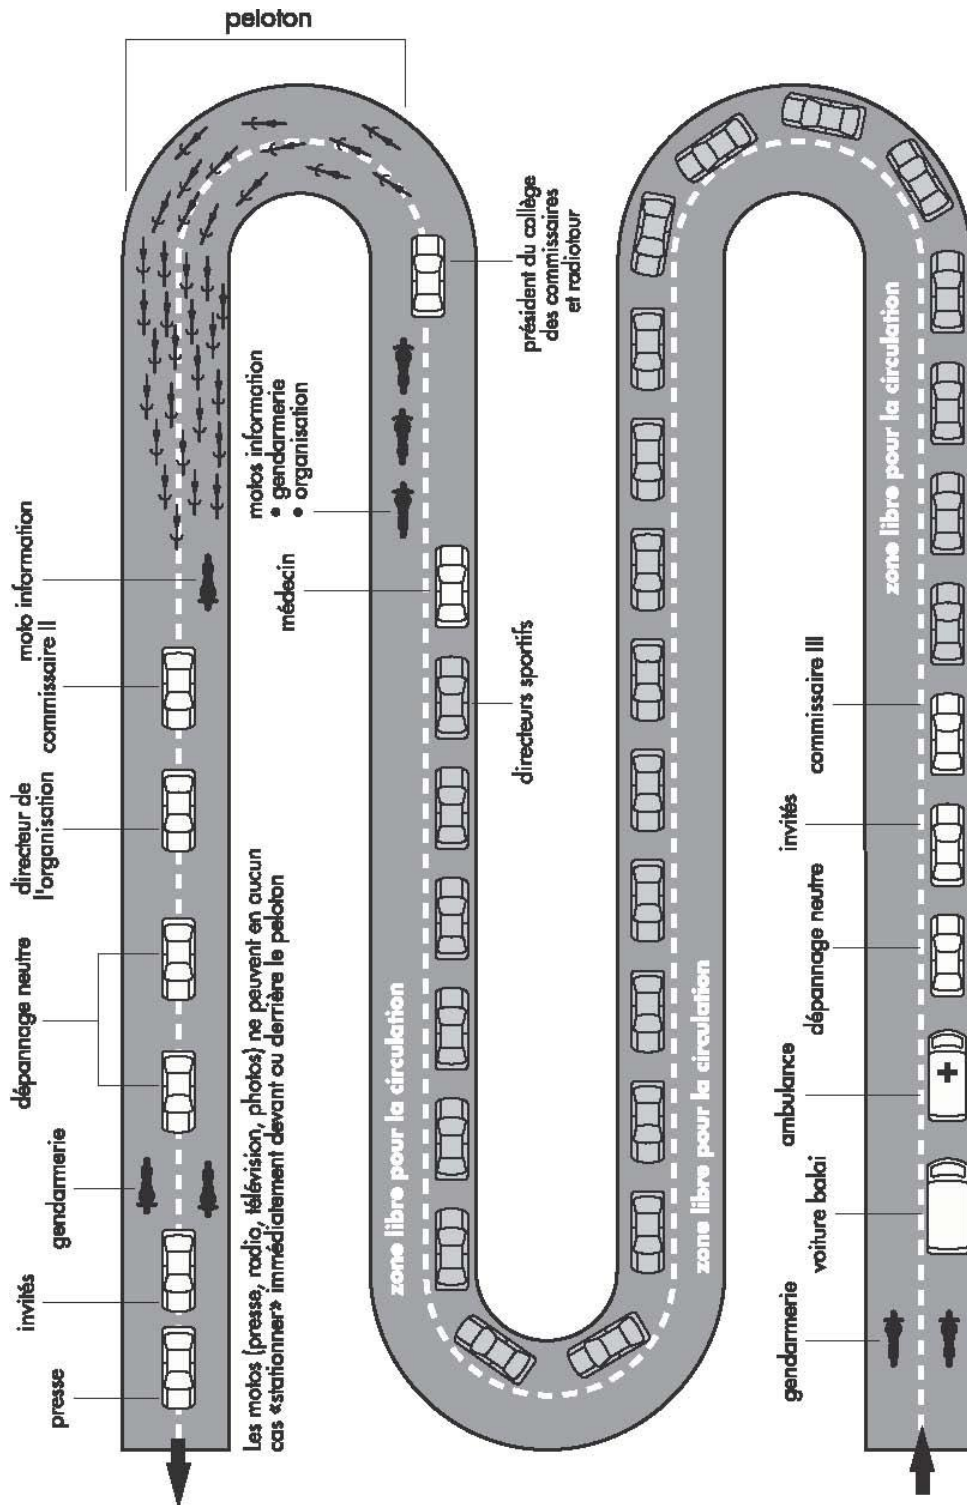 peloton
moto information
commissaire II
directeur de
l'organisation
dépannage neutre
gendarmerie
invités
presse
Les motos (presse, radio, télévision, photos) ne peuvent en aucun
cas «stationner» immédiatement devant ou derrière le peloton
président du collège
des commissaires
et radiotour
motos information
• gendarmerie
• organisation
médecin
directeurs sportifs
zone libre pour la circulation
zone libre pour la circulation
zone libre pour la circulation
commissaire III
invités
dépannage neutre
ambulance
voiture balai
gendarmerie